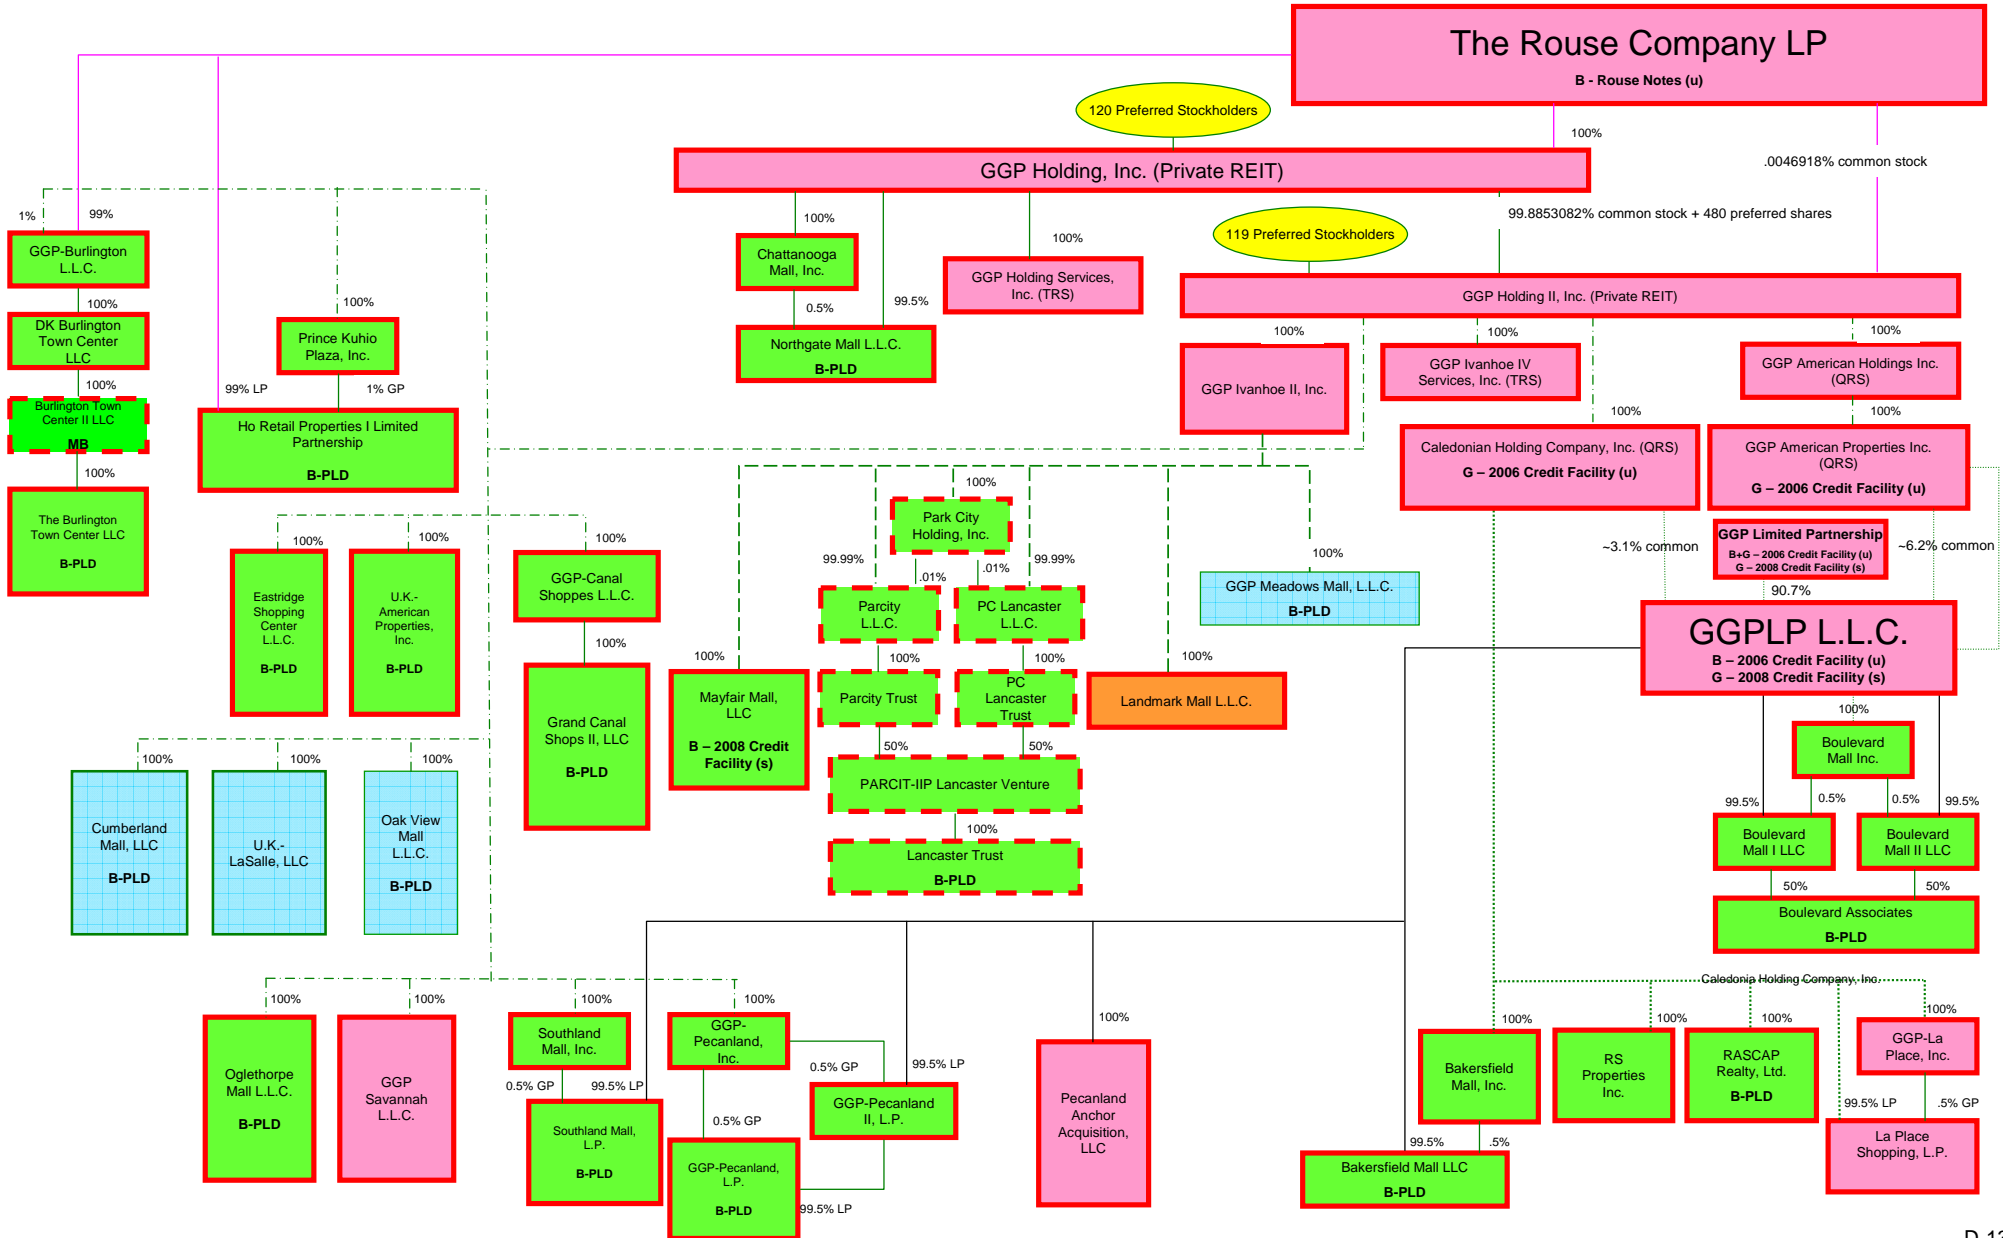 The Rouse Company LP
B - Rouse Notes (u)
120 Preferred Stockholders
100%
.0046918% common stock
GGP Holding, Inc. (Private REIT)
99.8853082% common stock + 480 preferred shares
119 Preferred Stockholders
1%
99%
GGP-Burlington
L.L.C.
100%
DK Burlington
Town Center
LLC
100%
Burlington Town
Center II LLC
MB
100%
The Burlington
Town Center LLC
B-PLD
100%
Prince Kuhio
Plaza, Inc.
99% LP
1% GP
Ho Retail Properties I Limited
Partnership
B-PLD
100%
Chattanooga
Mall, Inc.
0.5%
99.5%
Northgate Mall L.L.C.
B-PLD
100%
GGP Holding Services,
Inc. (TRS)
GGP Holding II, Inc. (Private REIT)
100%
GGP Ivanhoe II, Inc.
100%
GGP Ivanhoe IV
Services, Inc. (TRS)
100%
Caledonian Holding Company, Inc. (QRS)
G – 2006 Credit Facility (u)
100%
GGP American Holdings Inc.
(QRS)
100%
GGP American Properties Inc.
(QRS)
G – 2006 Credit Facility (u)
~3.1% common
GGP Limited Partnership
B+G – 2006 Credit Facility (u)
G – 2008 Credit Facility (s)
~6.2% common
90.7%
GGPLP L.L.C.
B – 2006 Credit Facility (u)
G – 2008 Credit Facility (s)
100%
Eastridge
Shopping
Center
L.L.C.
B-PLD
100%
U.K.-
American
Properties,
Inc.
B-PLD
100%
GGP-Canal
Shoppes L.L.C.
100%
Grand Canal
Shops II, LLC
B-PLD
100%
Mayfair Mall,
LLC
B – 2008 Credit
Facility (s)
100%
Park City
Holding, Inc.
99.99%
.01%
.01%
99.99%
Parcity
L.L.C.
PC Lancaster
L.L.C.
100%
100%
Parcity Trust
PC
Lancaster
Trust
50%
50%
PARCIT-IIP Lancaster Venture
100%
Lancaster Trust
B-PLD
100%
Landmark Mall L.L.C.
100%
GGP Meadows Mall, L.L.C.
B-PLD
100%
Boulevard
Mall Inc.
99.5%
0.5%
0.5%
99.5%
Boulevard
Mall I LLC
Boulevard
Mall II LLC
50%
50%
Boulevard Associates
B-PLD
100%
Cumberland
Mall, LLC
B-PLD
100%
U.K.-
LaSalle, LLC
100%
Oak View
Mall
L.L.C.
B-PLD
100%
Oglethorpe
Mall L.L.C.
B-PLD
100%
GGP
Savannah
L.L.C.
100%
Southland
Mall, Inc.
0.5% GP
99.5% LP
Southland Mall,
L.P.
B-PLD
100%
GGP-
Pecanland,
Inc.
0.5% GP
0.5% GP
99.5% LP
GGP-Pecanland
II, L.P.
GGP-Pecanland,
L.P.
B-PLD
99.5% LP
100%
Pecanland
Anchor
Acquisition,
LLC
Caledonia Holding Company, Inc.
100%
Bakersfield
Mall, Inc.
99.5%
.5%
Bakersfield Mall LLC
B-PLD
100%
RS
Properties
Inc.
100%
RASCAP
Realty, Ltd.
B-PLD
100%
GGP-La
Place, Inc.
99.5% LP
.5% GP
La Place
Shopping, L.P.